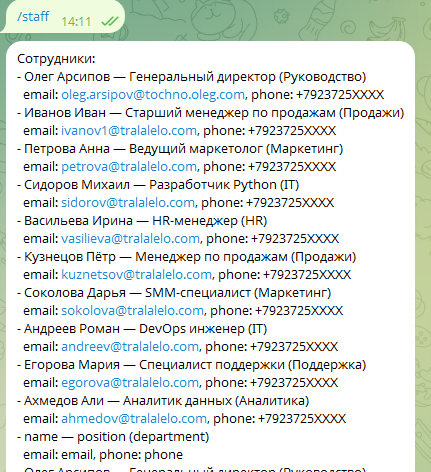 /staff 14:11
Сотрудники:
- Олег Арсипов — Генеральный директор (Руководство)
email: oleg.arsipov@tochno.oleg.com, phone: +7923725XXXX
- Иванов Иван — Старший менеджер по продажам (Продажи)
email: ivanov1@tralalelo.com, phone: +7923725XXXX
- Петрова Анна — Ведущий маркетолог (Маркетинг)
email: petrova@tralalelo.com, phone: +7923725XXXX
- Сидоров Михаил — Разработчик Python (IT)
email: sidorov@tralalelo.com, phone: +7923725XXXX
- Васильева Ирина — HR-менеджер (HR)
email: vasilieva@tralalelo.com, phone: +7923725XXXX
- Кузнецов Пётр — Менеджер по продажам (Продажи)
email: kuznetsov@tralalelo.com, phone: +7923725XXXX
- Соколова Дарья — SMM-специалист (Маркетинг)
email: sokolova@tralalelo.com, phone: +7923725XXXX
- Андреев Роман — DevOps инженер (IT)
email: andreev@tralalelo.com, phone: +7923725XXXX
- Егорова Мария — Специалист поддержки (Поддержка)
email: egorova@tralalelo.com, phone: +7923725XXXX
- Ахмедов Али — Аналитик данных (Аналитика)
email: ahmedov@tralalelo.com, phone: +7923725XXXX
- name — position (department)
email: email, phone: phone
- Олег Арсипов — Генеральный директор (Руководство)